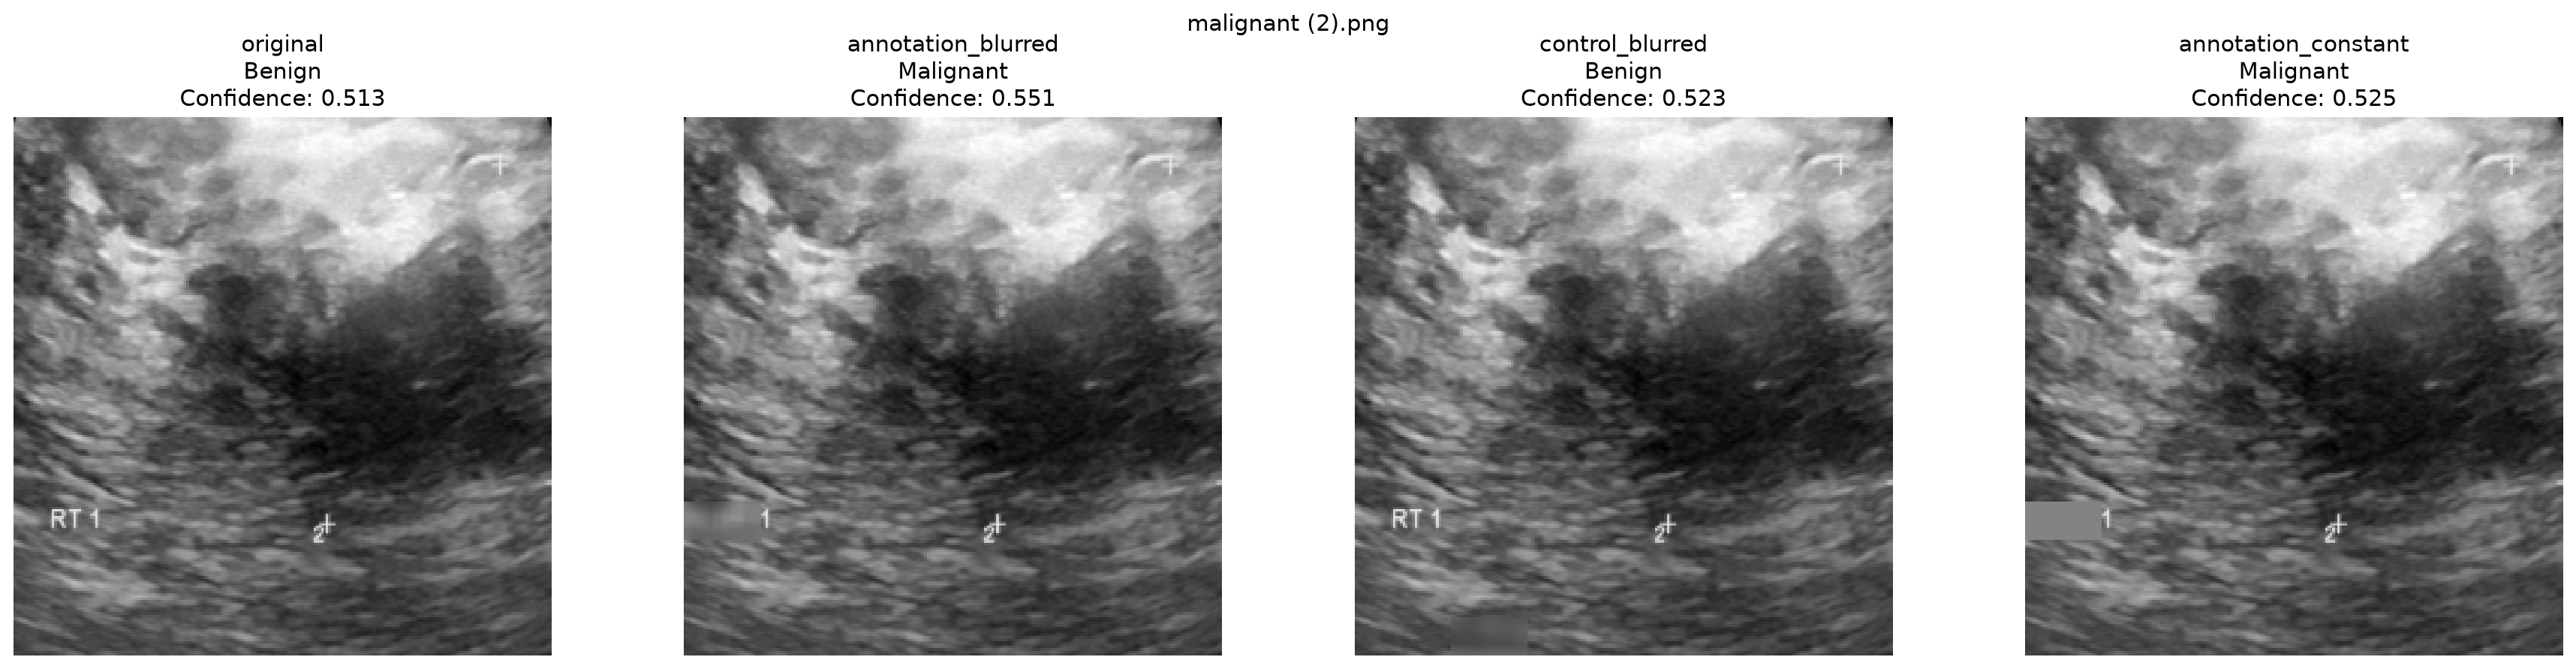 malignant (2).png
original
Benign
Confidence: 0.513
annotation_blurred
Malignant
Confidence: 0.551
control_blurred
Benign
Confidence: 0.523
annotation_constant
Malignant
Confidence: 0.525
RT 1
2
1
2
RT 1
2
1
2